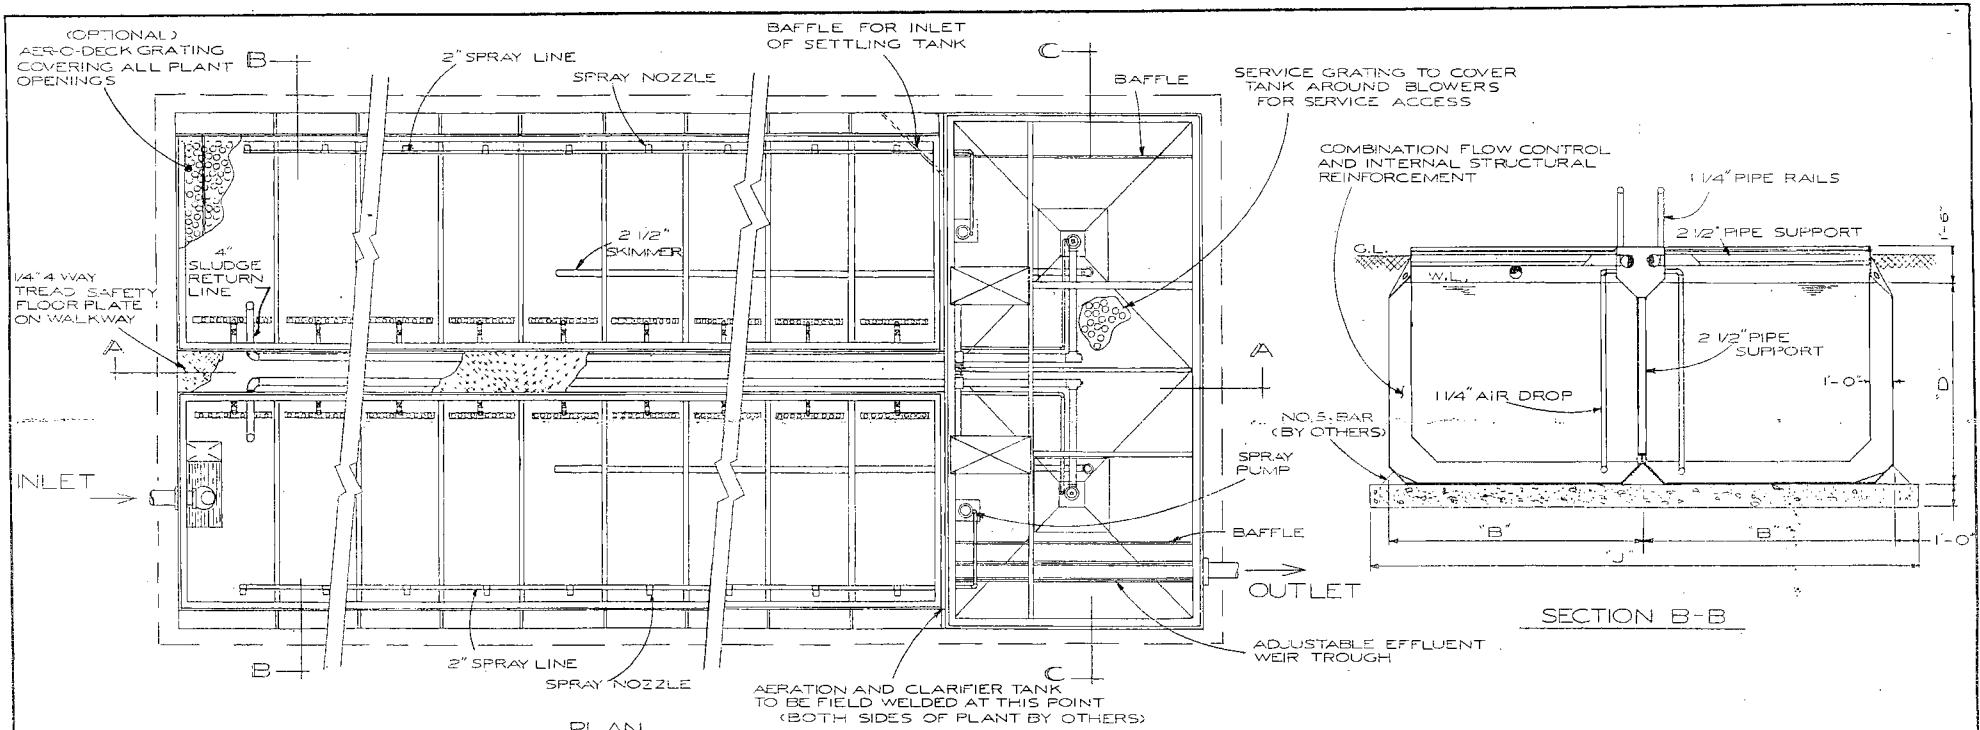 (OPTIONAL)
AER-O-DECK GRATING
COVERING ALL PLANT
OPENINGS
B
2" SPRAY LINE
SPRAY NOZZLE
BAFFLE FOR INLET
OF SETTLING TANK
C
BAFFLE
SERVICE GRATING TO COVER
TANK AROUND BLOWERS
FOR SERVICE ACCESS
2 1/2"
SKIMMER
4"
SLUDGE
RETURN
LINE
1/4" 4 WAY
TREAD SAFETY
FLOOR PLATE
ON WALKWAY
A
A
INLET
SPRAY
PUMP
BAFFLE
OUTLET
ADJUSTABLE EFFLUENT
WEIR TROUGH
B
2" SPRAY LINE
SPRAY NOZZLE
C
AERATION AND CLARIFIER TANK
TO BE FIELD WELDED AT THIS POINT
(BOTH SIDES OF PLANT BY OTHERS)
PLAN
COMBINATION FLOW CONTROL
AND INTERNAL STRUCTURAL
REINFORCEMENT
1 1/4" PIPE RAILS
2 1/2" PIPE SUPPORT
1'-6"
G.L.
W.L.
2 1/2" PIPE
SUPPORT
1'-0"
"D"
1 1/4" AIR DROP
NO. 5 BAR
(BY OTHERS)
"B"
"B"
1'-0"
"J"
SECTION B-B